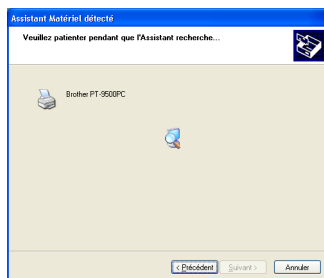 Assistant Matériel détecté
Veuillez patienter pendant que l'Assistant recherche...
Brother PT-9500PC
< Précédent
Suivant >
Annuler